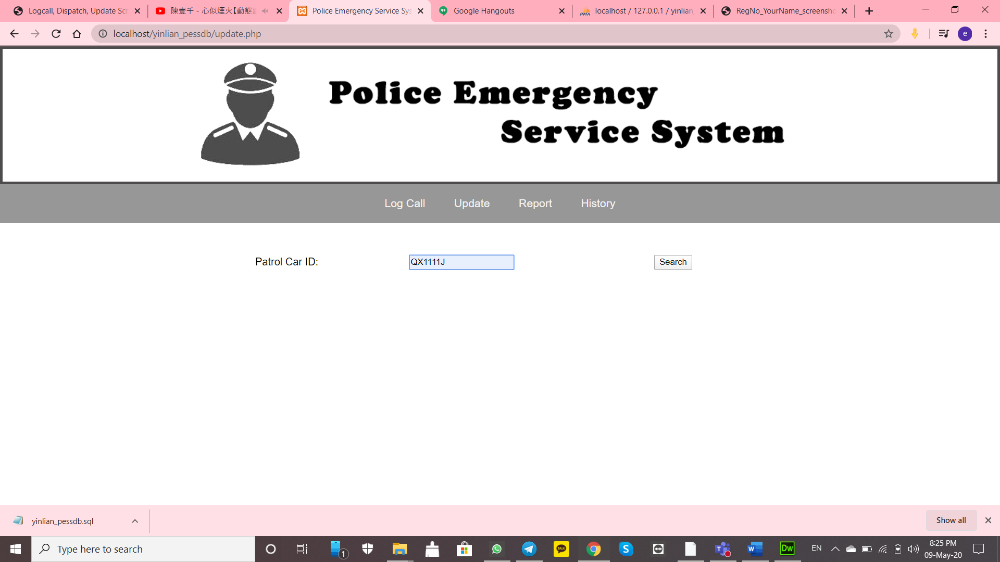 Logcall, Dispatch, Update Scr
陳壹千 - 心似煙火【動態
Police Emergency Service Sys
Google Hangouts
localhost / 127.0.0.1 / yinlian
RegNo_YourName_screensho
localhost/yinlian_pessdb/update.php
e
Police Emergency
Service System
Log Call
Update
Report
History
Patrol Car ID:
QX1111J
Search
yinlian_pessdb.sql
Show all
Type here to search
1
TALK
S
T
W
Dw
EN
8:25 PM
09-May-20